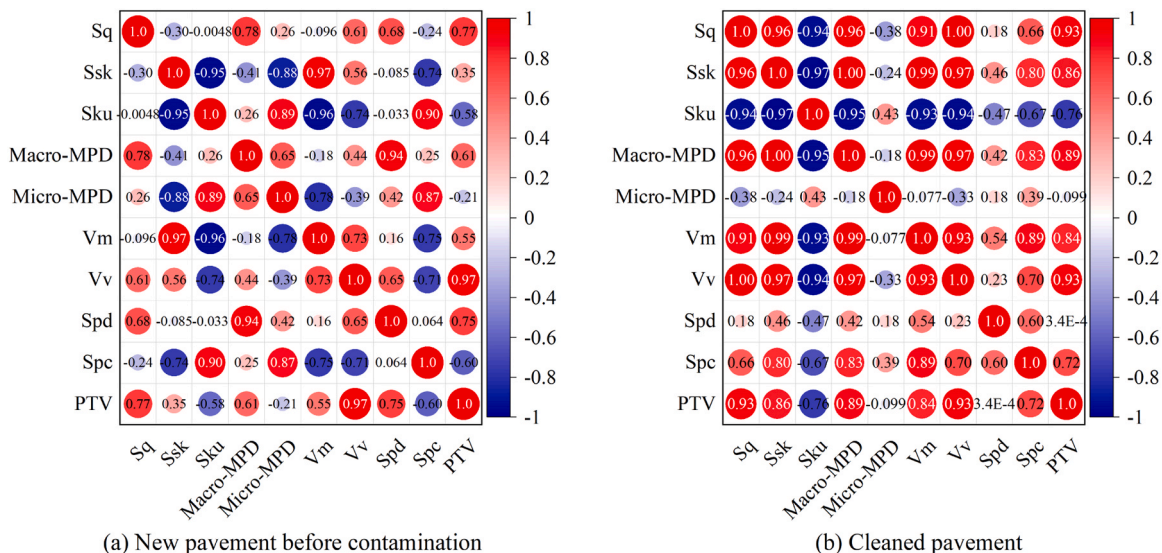 Sq 1.0 -0.30 -0.0048 0.78 0.26 -0.096 0.61 0.68 -0.24 0.77
Ssk -0.30 1.0 -0.95 -0.41 -0.88 0.97 0.56 -0.085 -0.74 0.35
Sku -0.0048 -0.95 1.0 0.26 0.89 -0.96 -0.74 -0.033 0.90 -0.58
Macro-MPD 0.78 -0.41 0.26 1.0 0.65 -0.18 0.44 0.94 0.25 0.61
Micro-MPD 0.26 -0.88 0.89 0.65 1.0 -0.78 -0.39 0.42 0.87 -0.21
Vm -0.096 0.97 -0.96 -0.18 -0.78 1.0 0.73 0.16 -0.75 0.55
Vv 0.61 0.56 -0.74 0.44 -0.39 0.73 1.0 0.65 -0.71 0.97
Spd 0.68 -0.085 -0.033 0.94 0.42 0.16 0.65 1.0 0.064 0.75
Spc -0.24 -0.74 0.90 0.25 0.87 -0.75 -0.71 0.064 1.0 -0.60
PTV 0.77 0.35 -0.58 0.61 -0.21 0.55 0.97 0.75 -0.60 1.0
Sq Ssk Sku Macro-MPD Micro-MPD Vm Vv Spd Spc PTV
1
0.8
0.6
0.4
0.2
0
-0.2
-0.4
-0.6
-0.8
-1
(a) New pavement before contamination
Sq 1.0 0.96 -0.94 0.96 -0.38 0.91 1.00 0.18 0.66 0.93
Ssk 0.96 1.0 -0.97 1.00 -0.24 0.99 0.97 0.46 0.80 0.86
Sku -0.94 -0.97 1.0 -0.95 0.43 -0.93 -0.94 -0.47 -0.67 -0.76
Macro-MPD 0.96 1.00 -0.95 1.0 -0.18 0.99 0.97 0.42 0.83 0.89
Micro-MPD -0.38 -0.24 0.43 -0.18 1.0 -0.077 -0.33 0.18 0.39 -0.099
Vm 0.91 0.99 -0.93 0.99 -0.077 1.0 0.93 0.54 0.89 0.84
Vv 1.00 0.97 -0.94 0.97 -0.33 0.93 1.0 0.23 0.70 0.93
Spd 0.18 0.46 -0.47 0.42 0.18 0.54 0.23 1.0 0.60 3.4E-4
Spc 0.66 0.80 -0.67 0.83 0.39 0.89 0.70 0.60 1.0 0.72
PTV 0.93 0.86 -0.76 0.89 -0.099 0.84 0.93 3.4E-4 0.72 1.0
Sq Ssk Sku Macro-MPD Micro-MPD Vm Vv Spd Spc PTV
1
0.8
0.6
0.4
0.2
0
-0.2
-0.4
-0.6
-0.8
-1
(b) Cleaned pavement